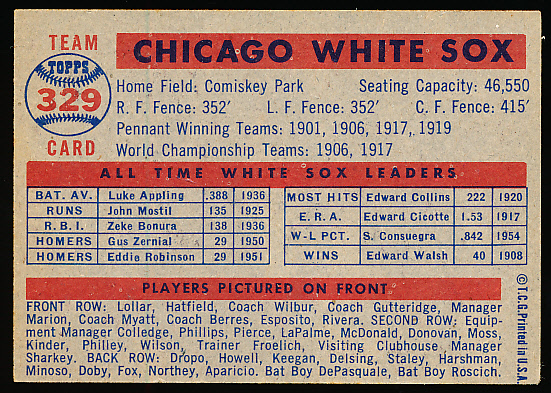 TEAM
TOPPS
329
CARD
CHICAGO WHITE SOX
Home Field: Comiskey Park Seating Capacity: 46,550
R. F. Fence: 352′ L. F. Fence: 352′ C. F. Fence: 415′
Pennant Winning Teams: 1901, 1906, 1917, 1919
World Championship Teams: 1906, 1917
ALL TIME WHITE SOX LEADERS
BAT. AV. Luke Appling .388 1936
RUNS John Mostil 135 1925
R.B.I. Zeke Bonura 138 1936
HOMERS Gus Zernial 29 1950
HOMERS Eddie Robinson 29 1951
MOST HITS Edward Collins 222 1920
E.R.A. Edward Cicotte 1.53 1917
W-L PCT. S. Consuegra .842 1954
WINS Edward Walsh 40 1908
PLAYERS PICTURED ON FRONT
FRONT ROW: Lollar, Hatfield, Coach Wilbur, Coach Gutteridge, Manager
Marion, Coach Myatt, Coach Berres, Esposito, Rivera. SECOND ROW: Equip-
ment Manager Colledge, Phillips, Pierce, LaPalme, McDonald, Donovan, Moss,
Kinder, Philley, Wilson, Trainer Froelich, Visiting Clubhouse Manager
Sharkey. BACK ROW: Dropo, Howell, Keegan, Delsing, Staley, Harshman,
Minoso, Doby, Fox, Northey, Aparicio. Bat Boy DePasquale, Bat Boy Roscich.
© T.C.G. Printed in U.S.A.